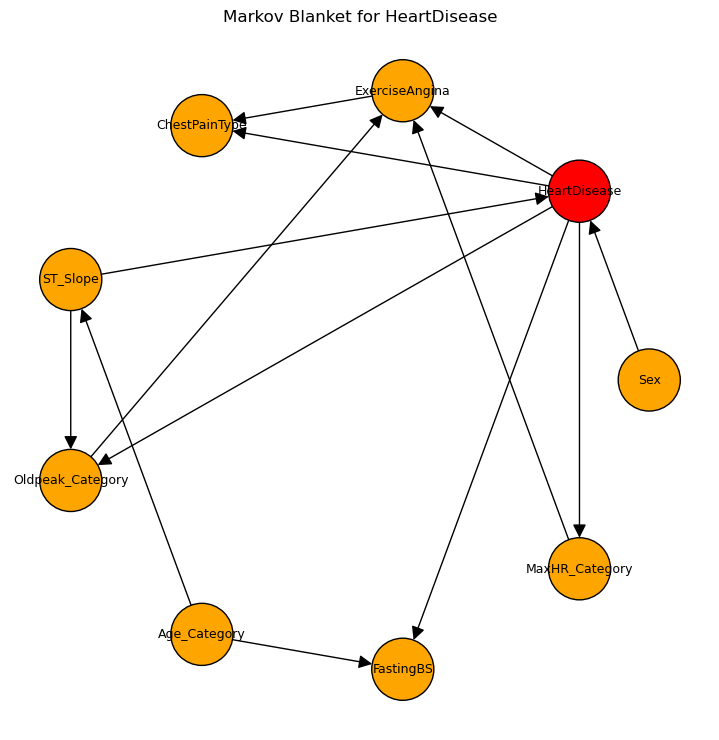 Markov Blanket for HeartDisease
ExerciseAngina
ChestPainType
HeartDisease
ST_Slope
Sex
Oldpeak_Category
MaxHR_Category
Age_Category
FastingBS